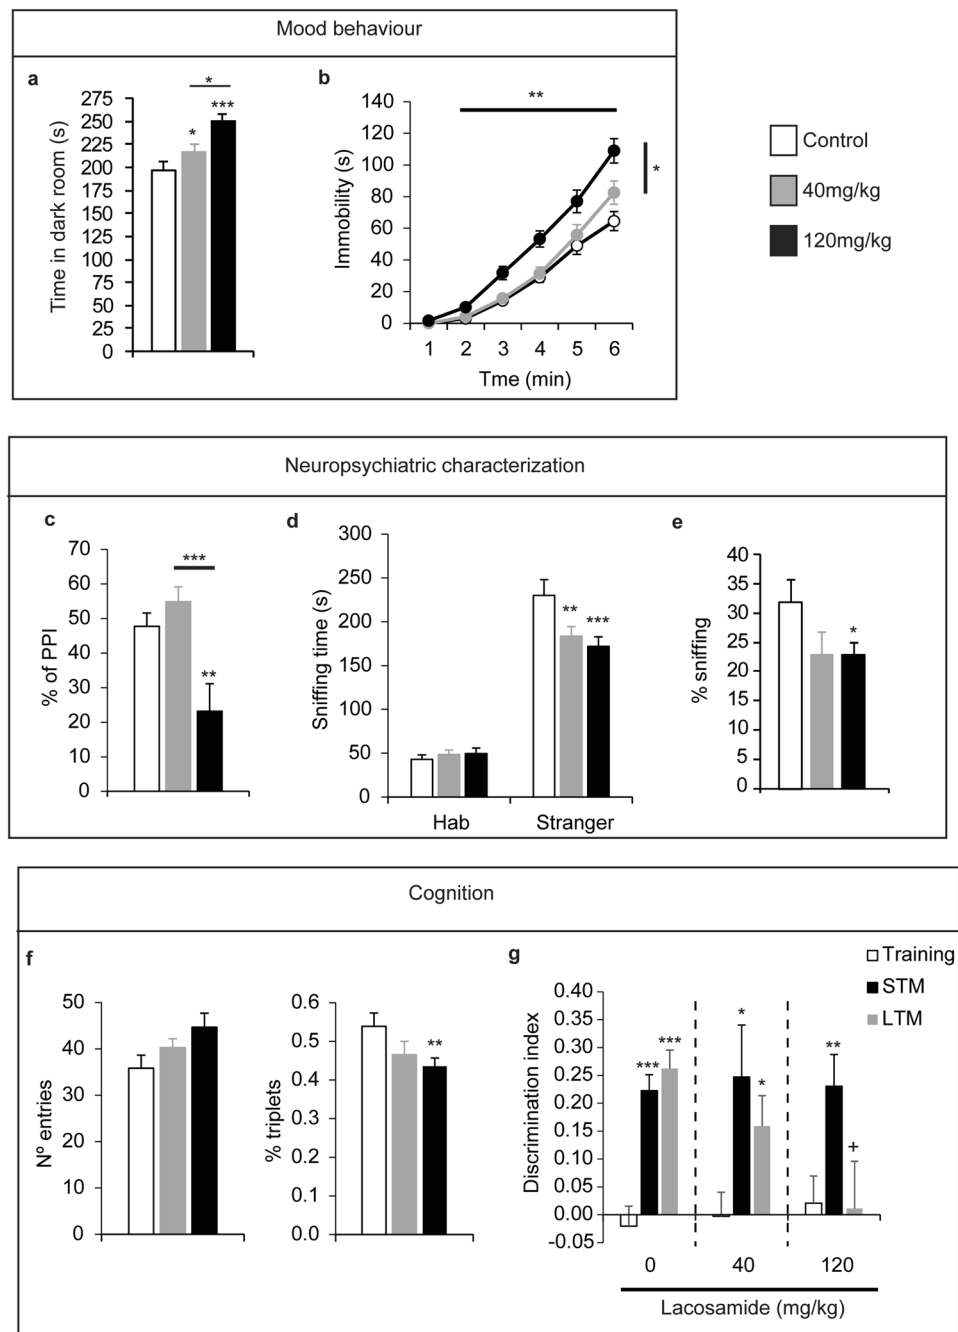 Mood behaviour
a
Time in dark room (s)
275
250
225
200
175
150
125
100
75
50
25
0
*
***
*
b
Immobility (s)
140
120
100
80
60
40
20
0
**
*
1 2 3 4 5 6
Tme (min)
Control
40mg/kg
120mg/kg
Neuropsychiatric characterization
c
% of PPI
70
60
50
40
30
20
10
0
***
**
d
Sniffing time (s)
300
250
200
150
100
50
0
**
***
Hab Stranger
e
% sniffing
40
35
30
25
20
15
10
5
0
*
Cognition
f
Nº entries
50
40
30
20
10
0
% triplets
0.6
0.5
0.4
0.3
0.2
0.1
0.0
**
g
Training
STM
LTM
Discrimination index
0.40
0.35
0.30
0.25
0.20
0.15
0.10
0.05
0.00
-0.05
***
***
*
*
**
+
0 40 120
Lacosamide (mg/kg)